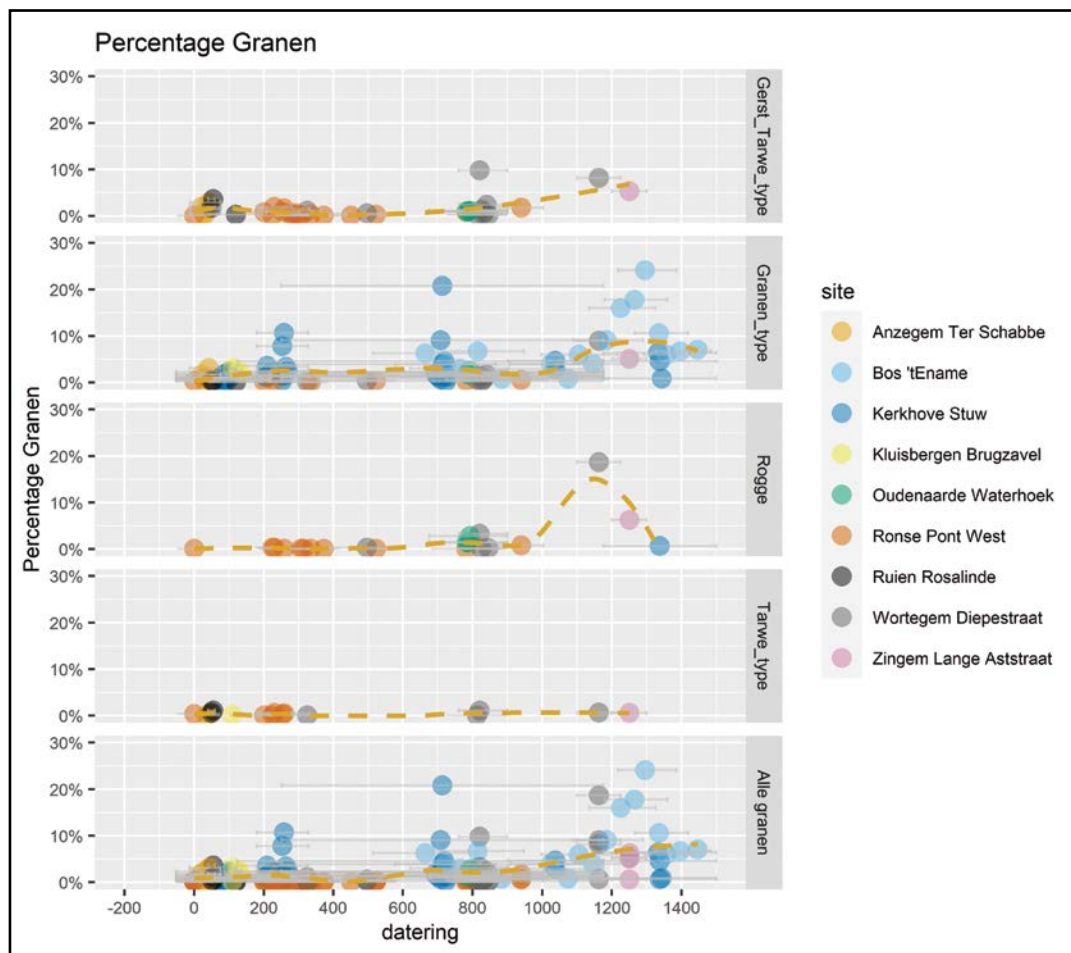 Percentage Granen
Percentage Granen
30%
20%
10%
0%
Gerst_Tarwe_type
30%
20%
10%
0%
Granen_type
30%
20%
10%
0%
Rogge
30%
20%
10%
0%
Tarwe_type
30%
20%
10%
0%
Alle granen
-200 0 200 400 600 800 1000 1200 1400
datering
site
Anzegem Ter Schabbe
Bos 'tEname
Kerkhove Stuw
Kluisbergen Brugzavel
Oudenaarde Waterhoek
Ronse Pont West
Ruien Rosalinde
Wortegem Diepestraat
Zingem Lange Aststraat